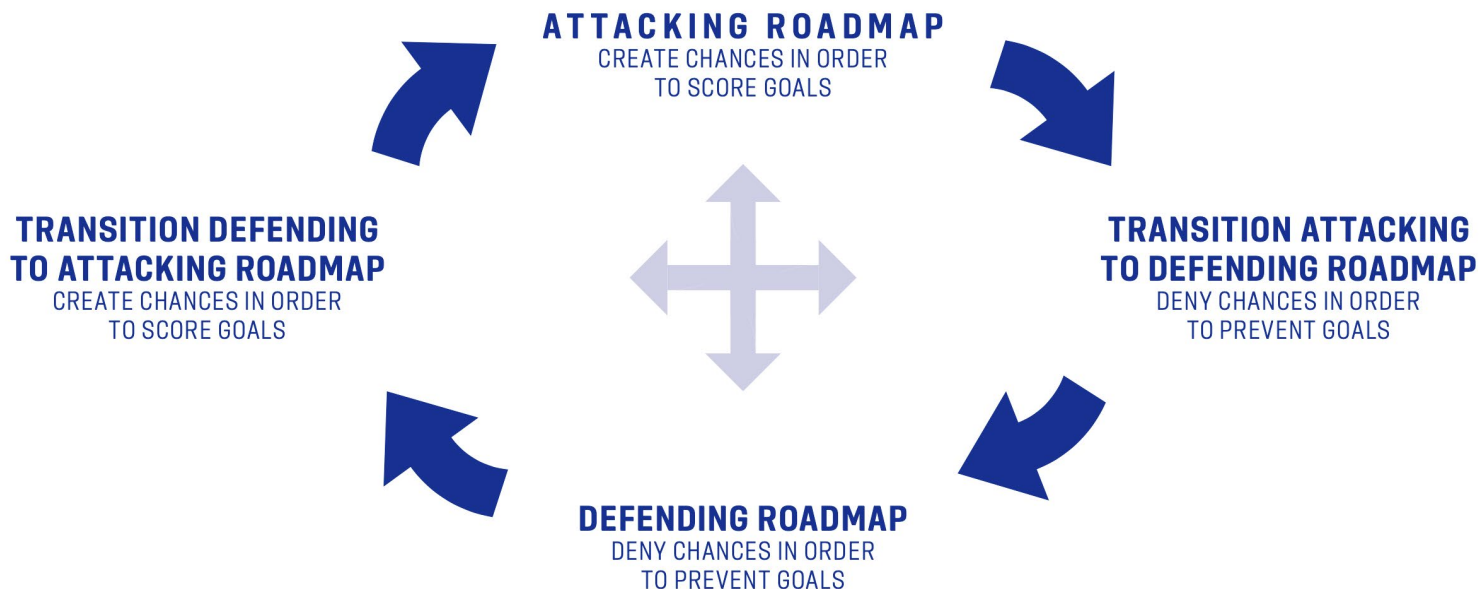 ATTACKING ROADMAP
CREATE CHANCES IN ORDER
TO SCORE GOALS
TRANSITION DEFENDING
TO ATTACKING ROADMAP
CREATE CHANCES IN ORDER
TO SCORE GOALS
TRANSITION ATTACKING
TO DEFENDING ROADMAP
DENY CHANCES IN ORDER
TO PREVENT GOALS
DEFENDING ROADMAP
DENY CHANCES IN ORDER
TO PREVENT GOALS